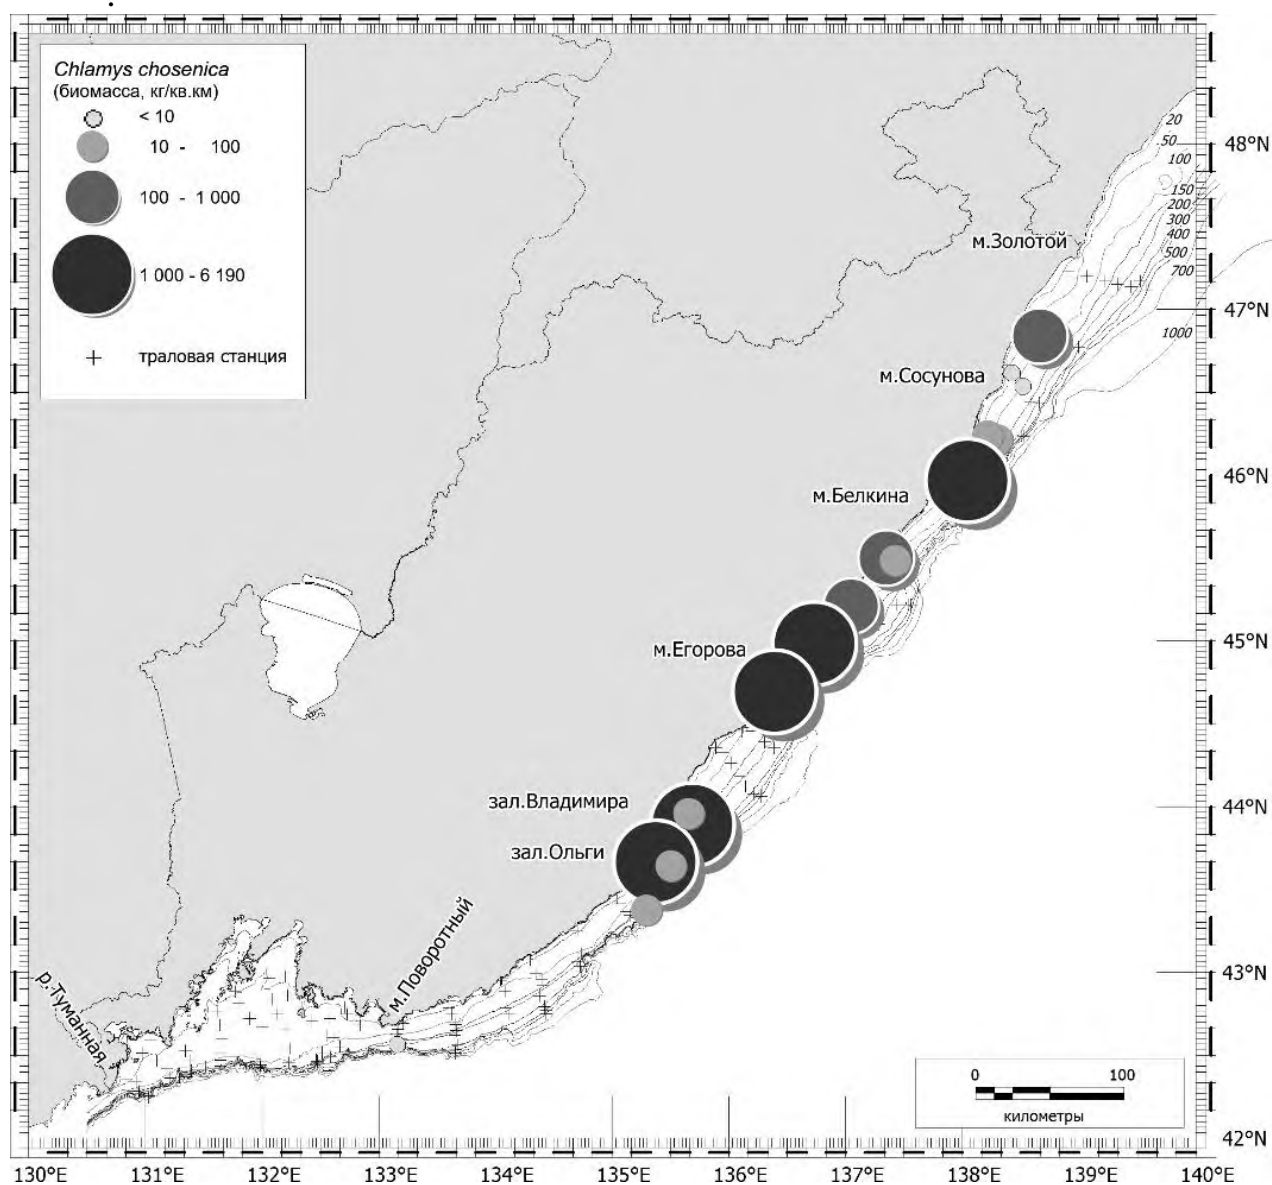 Chlamys chosenica
(биомасса, кг/кв.км)
< 10
10 - 100
100 - 1 000
1 000 - 6 190
траловая станция
20
50
100
150
200
300
400
500
700
1000
48°N
м.Золотой
47°N
м.Сосунова
46°N
м.Белкина
45°N
м.Егорова
44°N
зал.Владимира
зал.Ольги
43°N
м.Поворотный
р.Туманная
0 100
километры
42°N
130°E 131°E 132°E 133°E 134°E 135°E 136°E 137°E 138°E 139°E 140°E